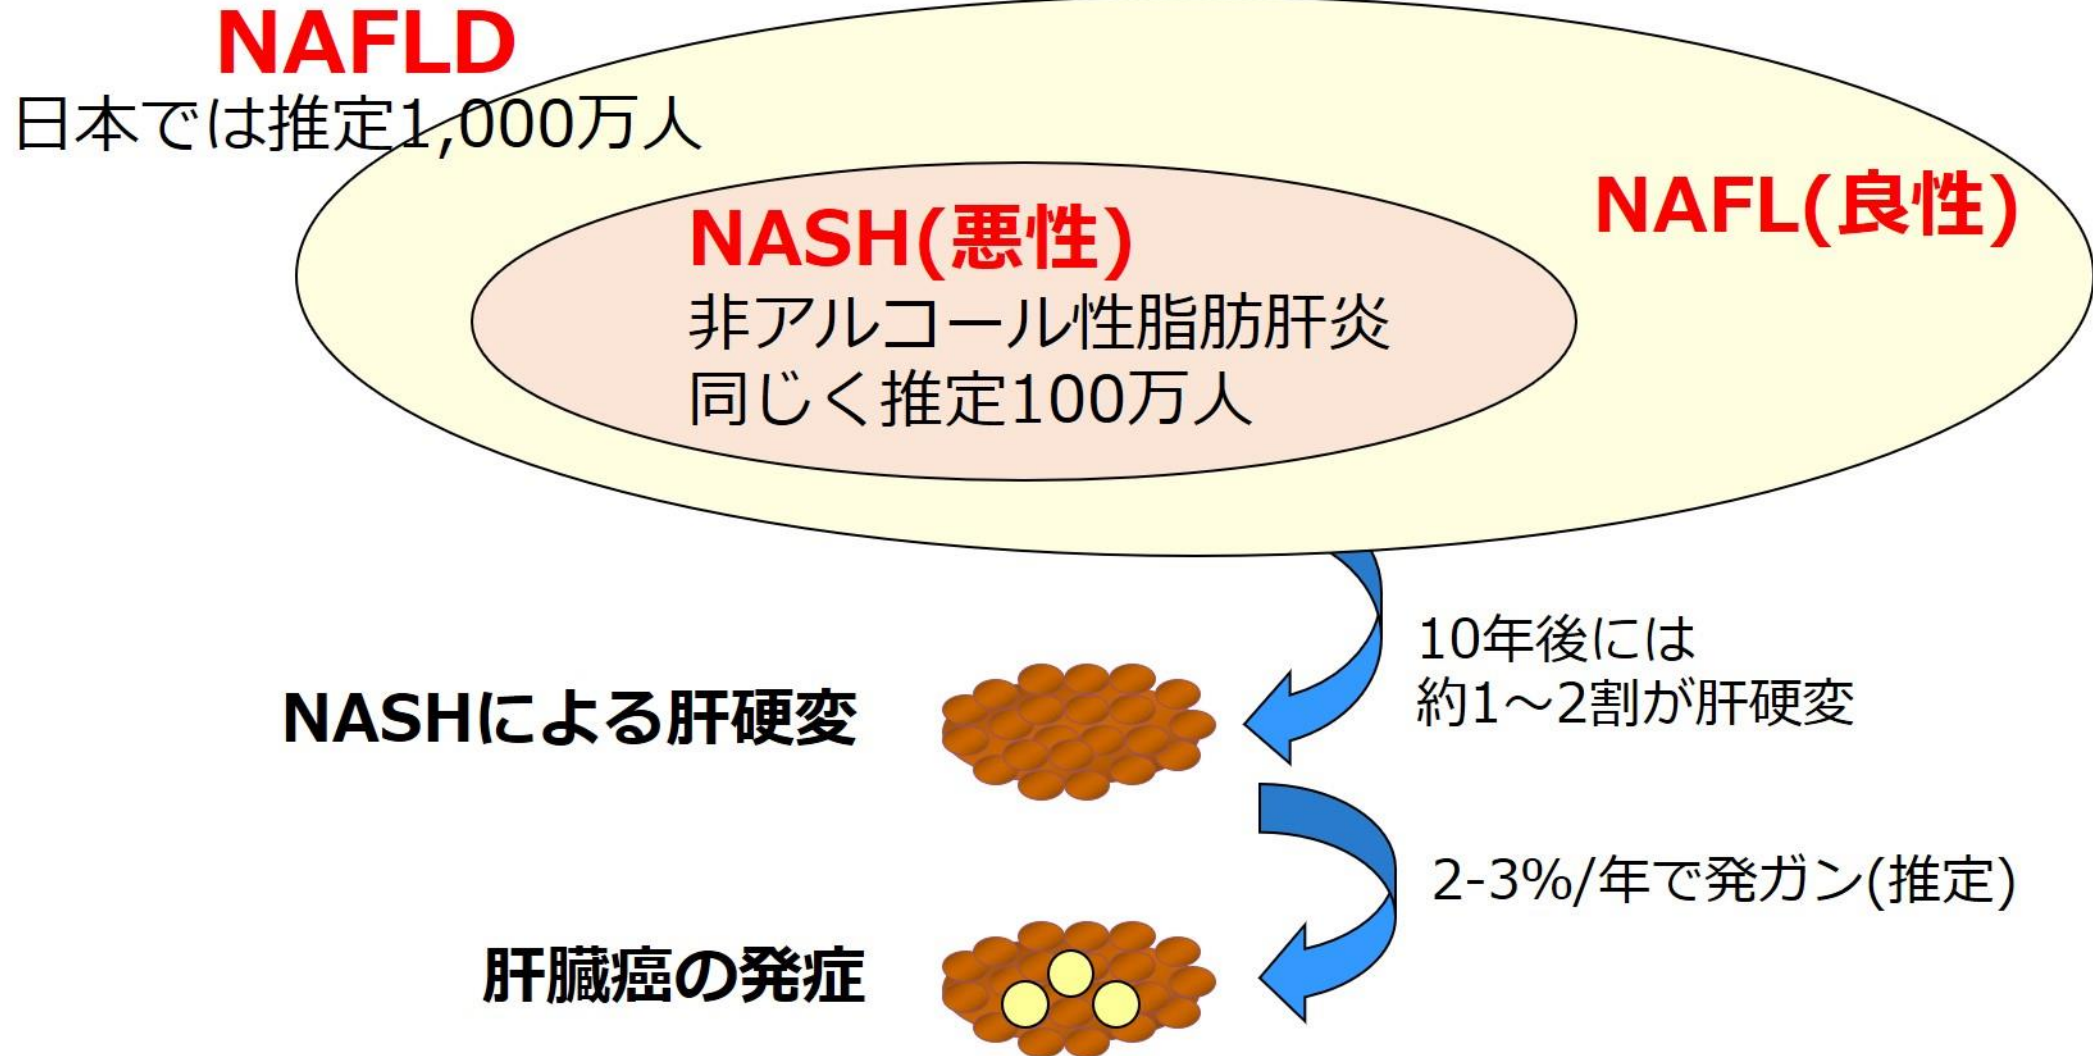 NAFLD
日本では推定1,000万人
NAFL(良性)
NASH(悪性)
非アルコール性脂肪肝炎
同じく推定100万人
10年後には
約1～2割が肝硬変
NASHによる肝硬変
2-3%/年で発ガン(推定)
肝臓癌の発症